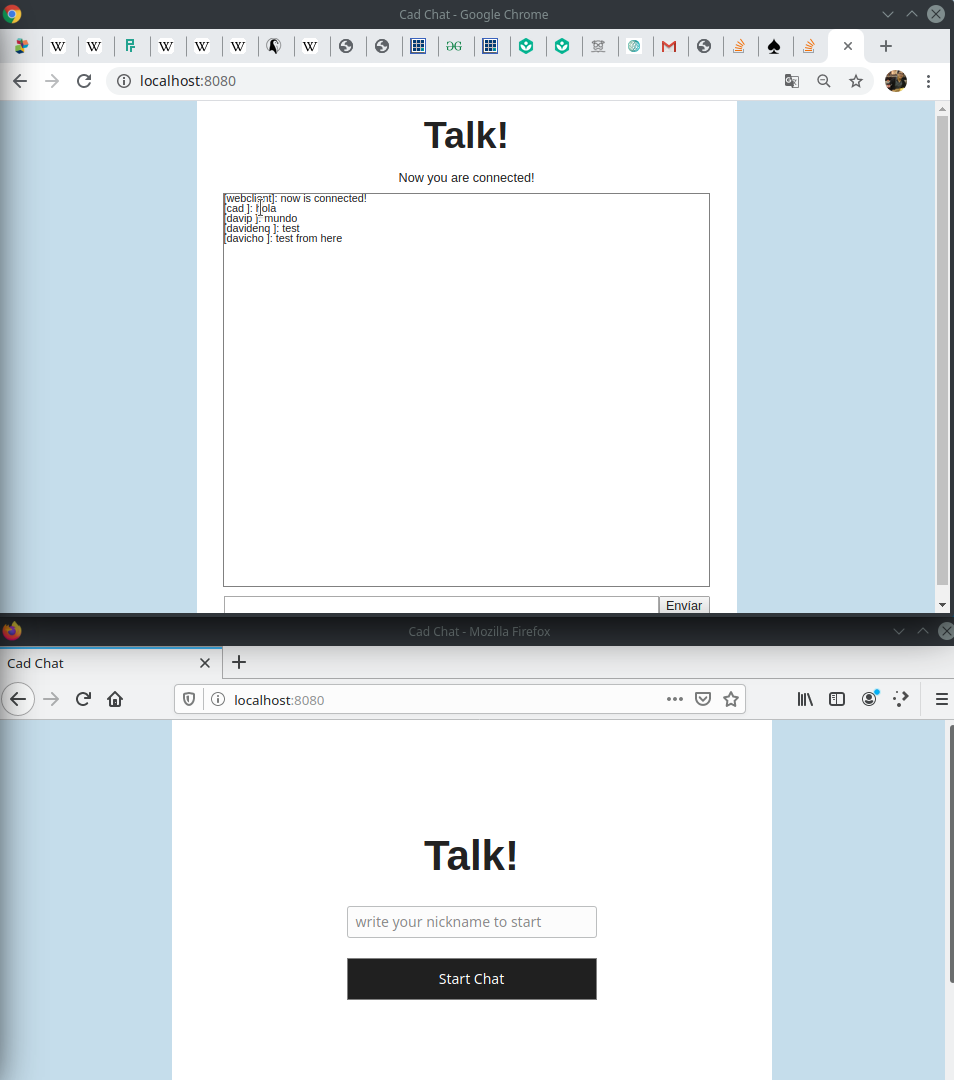 Cad Chat - Google Chrome
localhost:8080
Talk!
Now you are connected!
[webclient]: now is connected!
[cad ]: hola
[davip ]: mundo
[davidenq ]: test
[davicho ]: test from here
Envíar
Cad Chat - Mozilla Firefox
Cad Chat
localhost:8080
Talk!
write your nickname to start
Start Chat